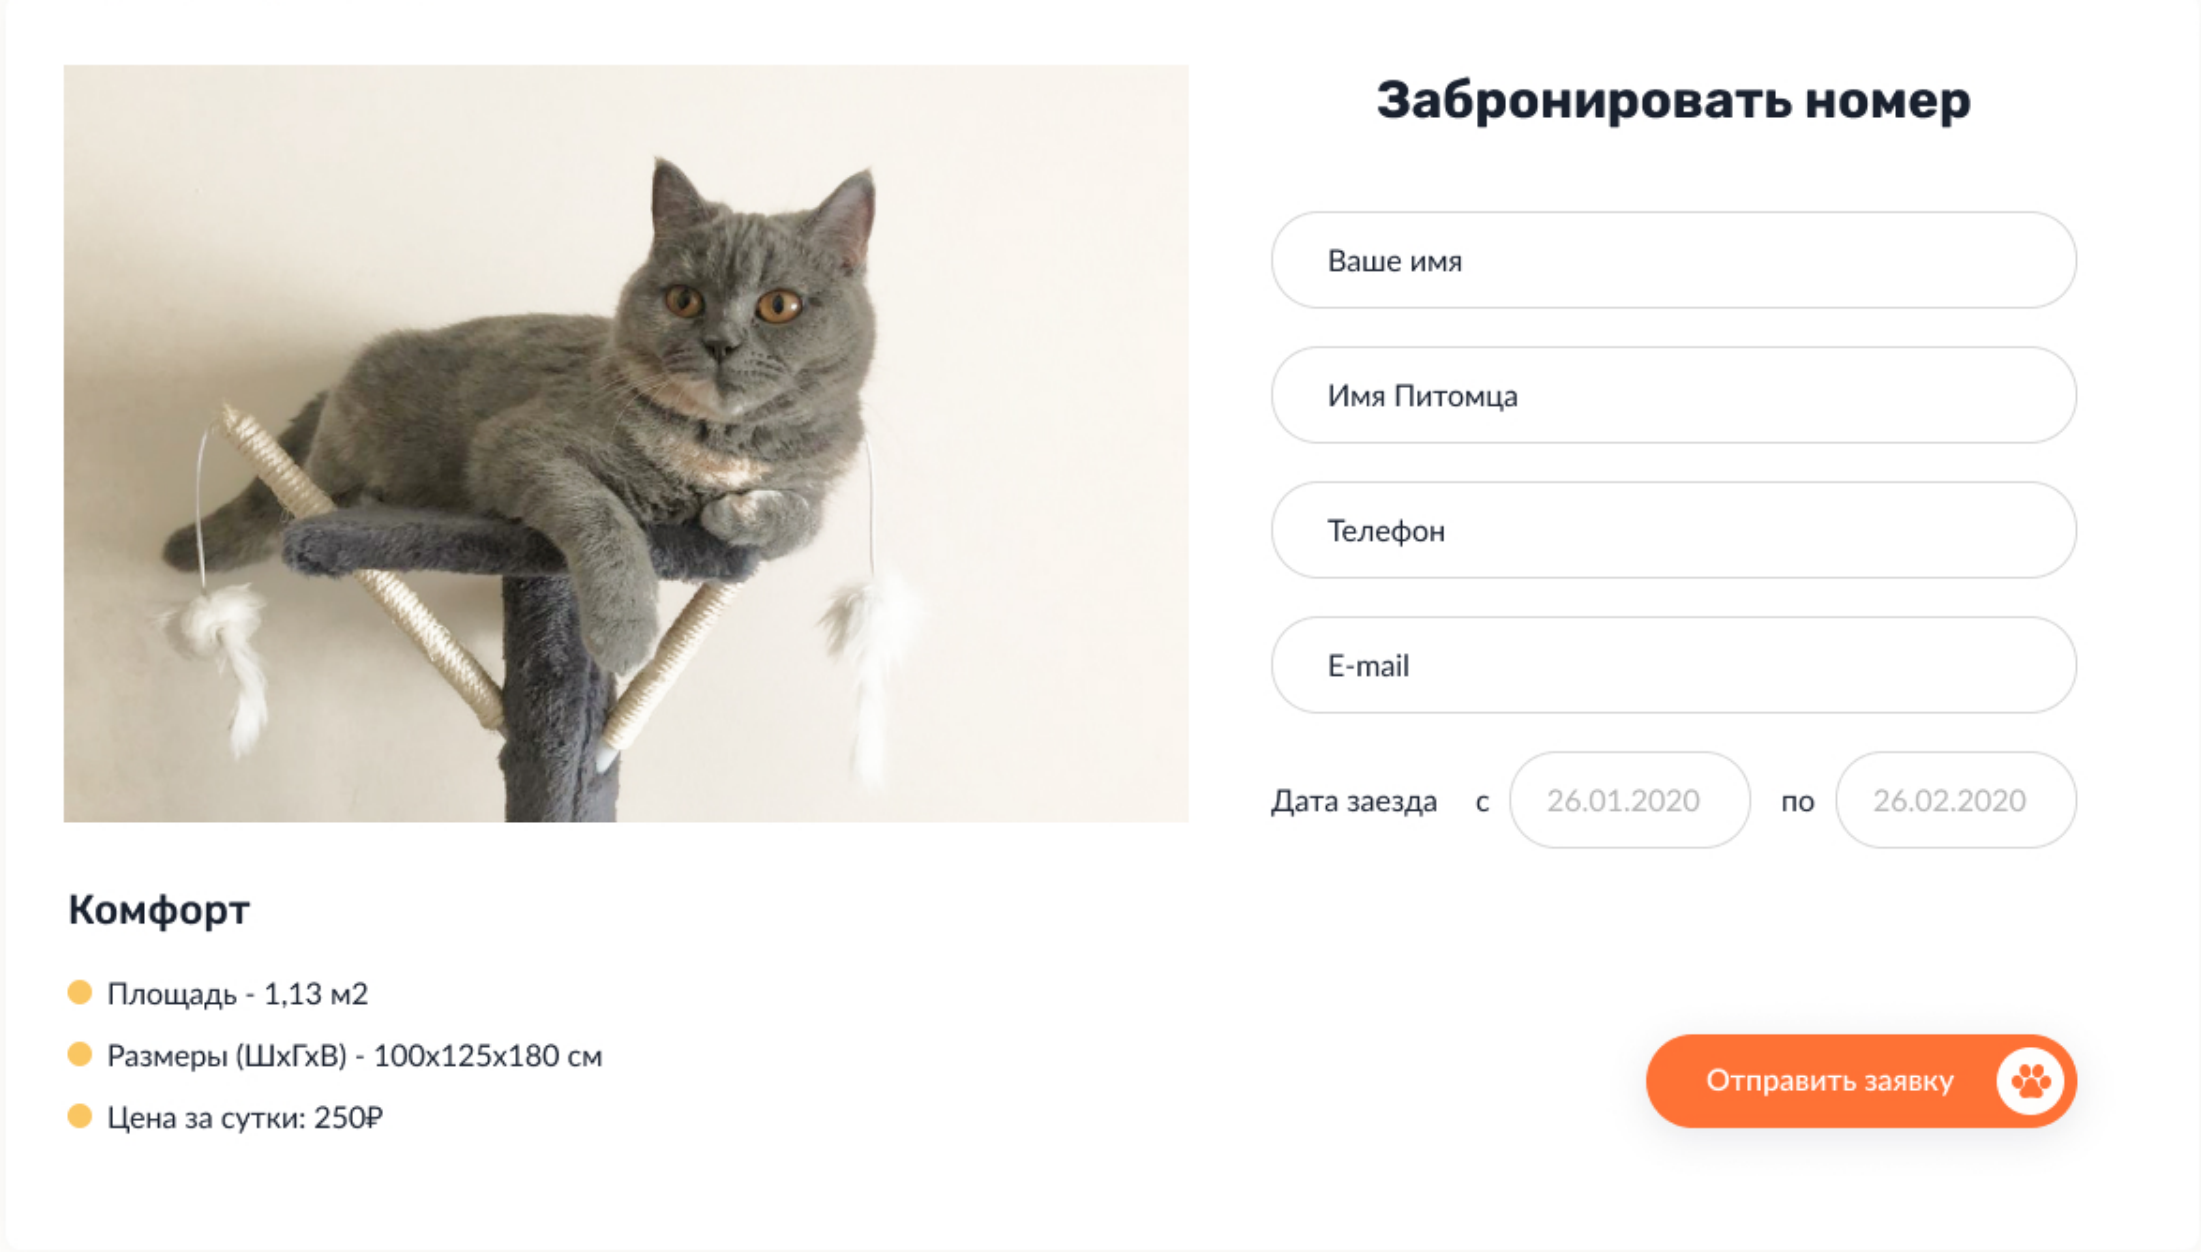 Забронировать номер
Ваше имя
Имя Питомца
Телефон
E-mail
Дата заезда с 26.01.2020 по 26.02.2020
Комфорт
Площадь - 1,13 м2
Размеры (ШхГхВ) - 100х125х180 см
Цена за сутки: 250₽
Отправить заявку